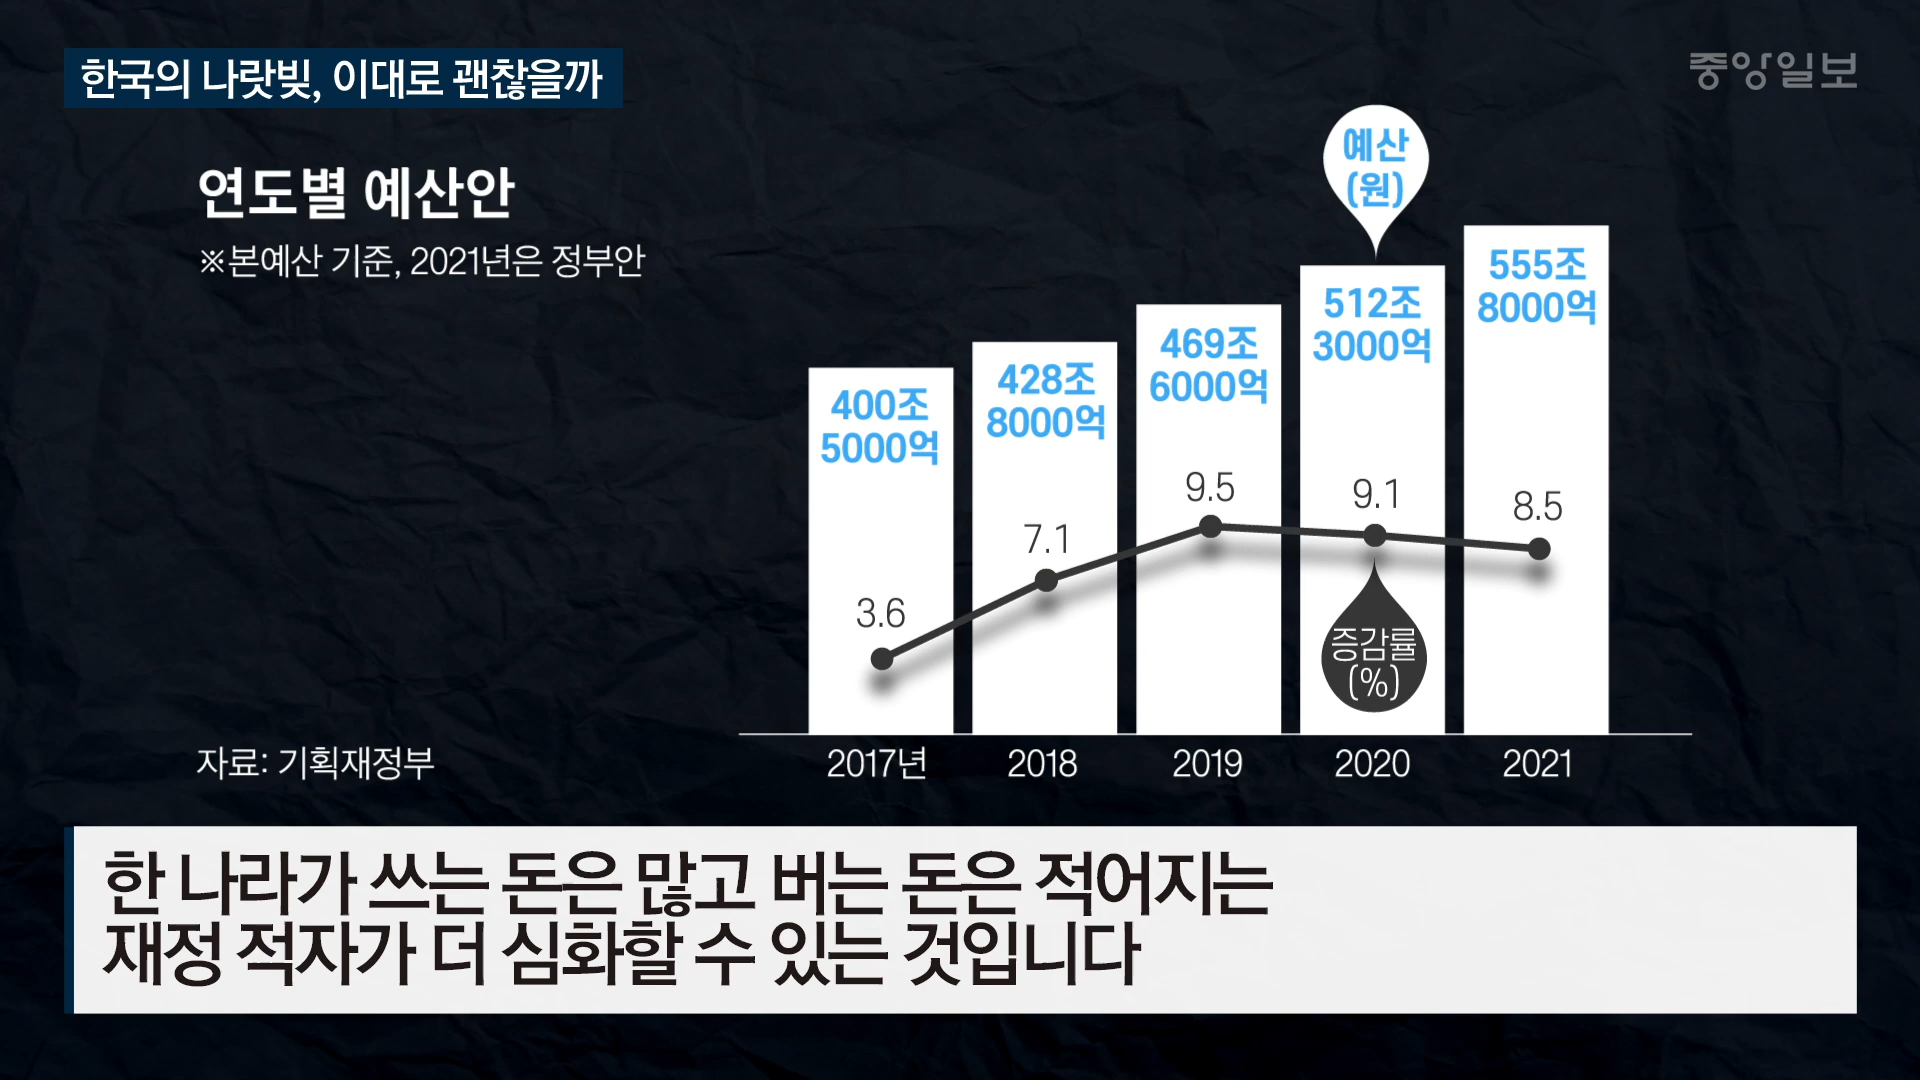 한국의 나랏빚, 이대로 괜찮을까
중앙일보
연도별 예산안
※본예산 기준, 2021년은 정부안
예산
(원)
400조
5000억
428조
8000억
469조
6000억
512조
3000억
555조
8000억
3.6
7.1
9.5
9.1
8.5
증감률
(%)
2017년
2018
2019
2020
2021
자료: 기획재정부
한 나라가 쓰는 돈은 많고 버는 돈은 적어지는
재정 적자가 더 심화할 수 있는 것입니다